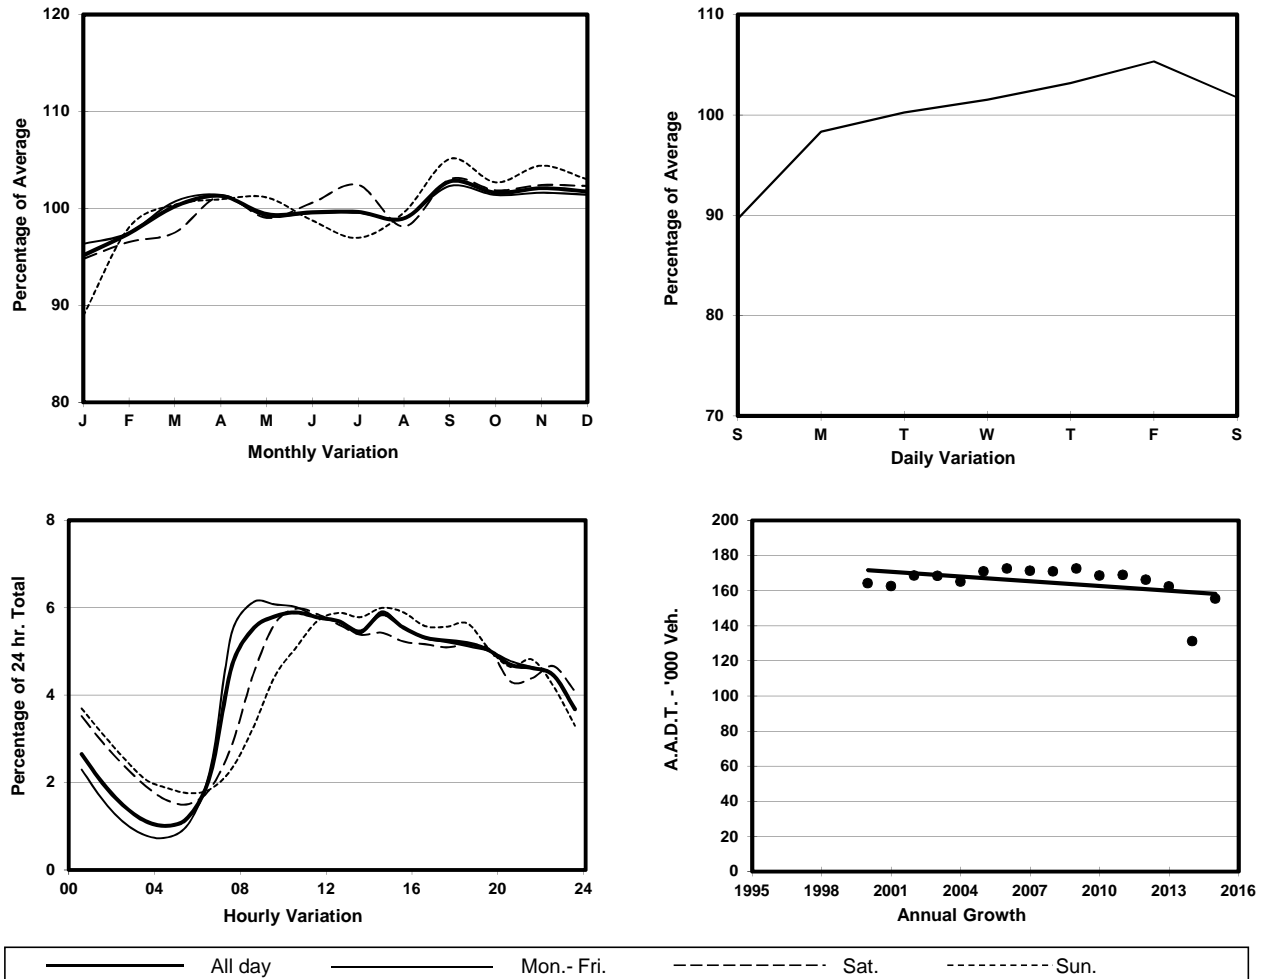 120
110
100
90
80
Percentage of Average
J F M A M J J A S O N D
Monthly Variation
110
100
90
80
70
Percentage of Average
S M T W T F S
Daily Variation
8
6
4
2
0
Percentage of 24 hr. Total
00 04 08 12 16 20 24
Hourly Variation
200
180
160
140
120
100
80
60
40
20
0
A.A.D.T. - '000 Veh.
1995 1998 2001 2004 2007 2010 2013 2016
Annual Growth
All day Mon.- Fri. Sat. Sun.